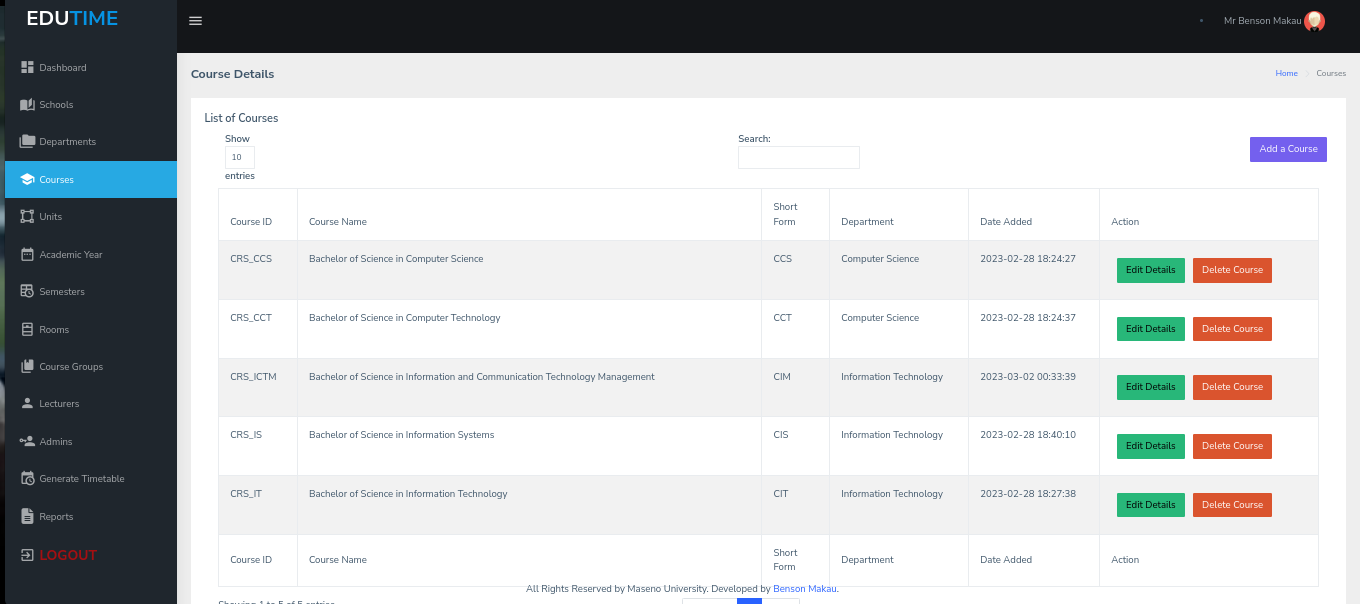 EDUTIME
Mr Benson Makau
Dashboard
Schools
Departments
Courses
Units
Academic Year
Semesters
Rooms
Course Groups
Lecturers
Admins
Generate Timetable
Reports
LOGOUT
Course Details
Home Courses
List of Courses
Show
10
entries
Search:
Add a Course
Course ID Course Name Short Form Department Date Added Action
CRS_CCS Bachelor of Science in Computer Science CCS Computer Science 2023-02-28 18:24:27 Edit Details Delete Course
CRS_CCT Bachelor of Science in Computer Technology CCT Computer Science 2023-02-28 18:24:37 Edit Details Delete Course
CRS_ICTM Bachelor of Science in Information and Communication Technology Management CIM Information Technology 2023-03-02 00:33:39 Edit Details Delete Course
CRS_IS Bachelor of Science in Information Systems CIS Information Technology 2023-02-28 18:40:10 Edit Details Delete Course
CRS_IT Bachelor of Science in Information Technology CIT Information Technology 2023-02-28 18:27:38 Edit Details Delete Course
Course ID Course Name Short Form Department Date Added Action
All Rights Reserved by Maseno University. Developed by Benson Makau.
Showing 1 to 5 of 5 entries